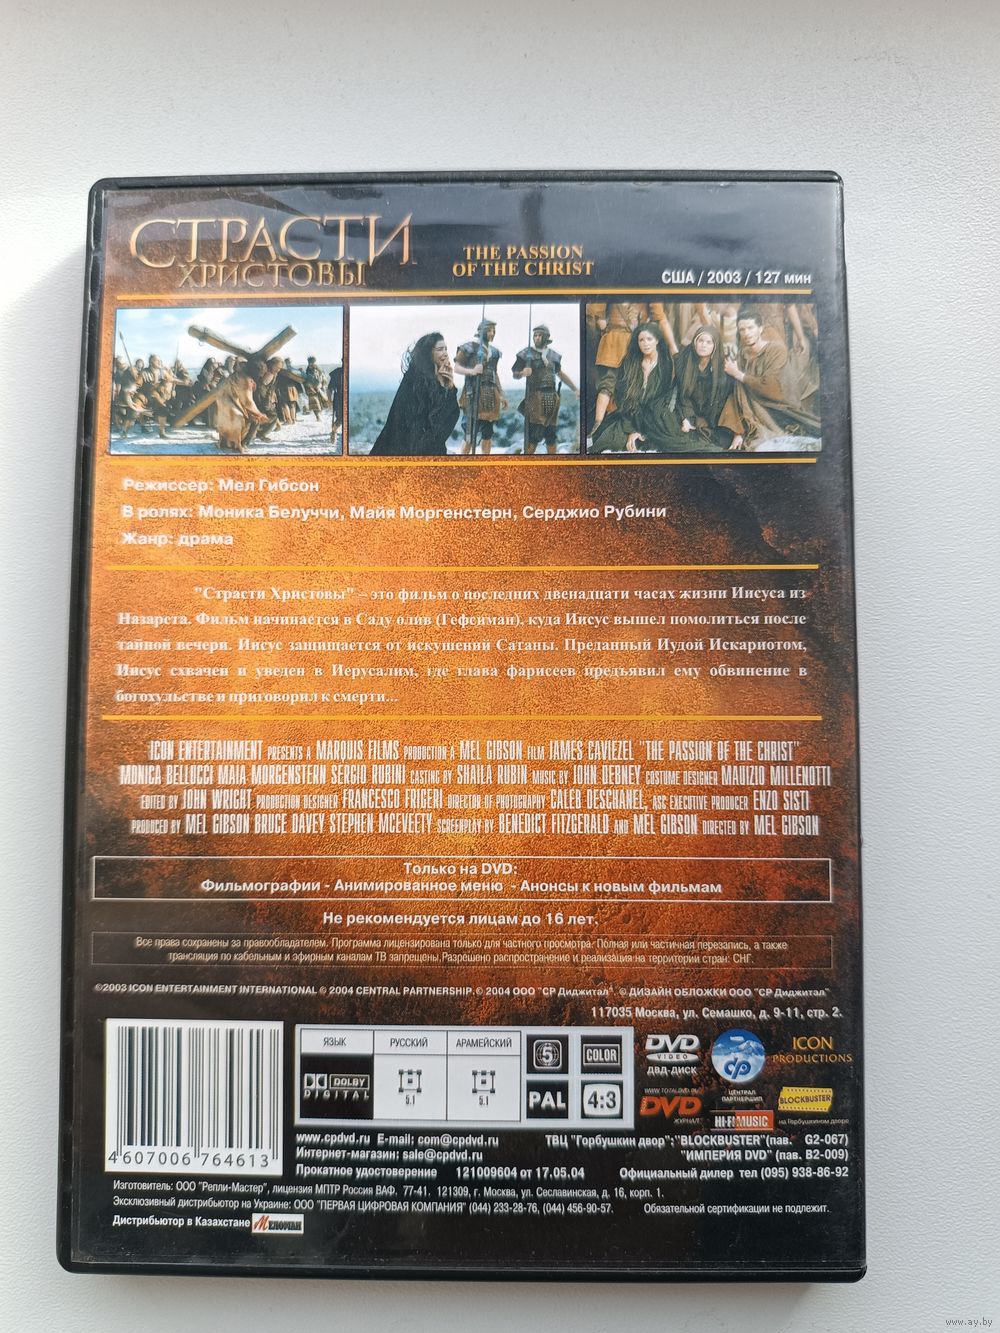 СТРАСТИ
ХРИСТОВЫ
THE PASSION
OF THE CHRIST
США / 2003 / 127 мин
Режиссер: Мел Гибсон
В ролях: Моника Белуччи, Майя Моргенстерн, Серджио Рубини
Жанр: драма
"Страсти Христовы" – это фильм о последних двенадцати часах жизни Иисуса из
Назарета. Фильм начинается в Саду олив (Гефсиман), куда Иисус вышел помолиться после
тайной вечери. Иисус защищается от искушений Сатаны. Преданный Иудой Искариотом,
Иисус схвачен и уведен в Иерусалим, где глава фарисеев предъявил ему обвинение в
богохульстве и приговорил к смерти...
ICON ENTERTAINMENT PRESENTS A MARQUIS FILMS PRODUCTION A MEL GIBSON FILM JAMES CAVIEZEL "THE PASSION OF THE CHRIST"
MONICA BELLUCCI MAIA MORGENSTERN SERGIO RUBINI CASTING BY SHAILA RUBIN MUSIC BY JOHN DEBNEY COSTUME DESIGNER MAUIZIO MILLENOTTI
EDITED BY JOHN WRIGHT PRODUCTION DESIGNER FRANCESCO FRIGERI DIRECTOR OF PHOTOGRAPHY CALEB DESCHANEL, ASC EXECUTIVE PRODUCER ENZO SISTI
PRODUCED BY MEL GIBSON BRUCE DAVEY STEPHEN MCEVEETY SCREENPLAY BY BENEDICT FITZGERALD AND MEL GIBSON DIRECTED BY MEL GIBSON
Только на DVD:
Фильмографии - Анимированное меню - Анонсы к новым фильмам
Не рекомендуется лицам до 16 лет.
Все права сохранены за правообладателем. Программа лицензирована только для частного просмотра. Полная или частичная перезапись, а также
трансляция по кабельным и эфирным каналам ТВ запрещены.Разрешено распространение и реализация на территории стран: СНГ.
©2003 ICON ENTERTAINMENT INTERNATIONAL © 2004 CENTRAL PARTNERSHIP. © 2004 ООО "СР Диджитал". © ДИЗАЙН ОБЛОЖКИ ООО "СР Диджитал"
117035 Москва, ул. Семашко, д. 9-11, стр. 2.
ЯЗЫК РУССКИЙ АРАМЕЙСКИЙ
DOLBY
DIGITAL
5.1 5.1
5 COLOR
PAL 4:3
DVD
VIDEO
ДВД-ДИСК
cp
ЦЕНТРАЛ
ПАРТНЕРШИП
ICON
PRODUCTIONS
WWW.TOTALDVD.RU
DVD
ЖУРНАЛ
HI-FI MUSIC
BLOCKBUSTER
на Горбушкином дворе
4 607006 764613
www.cpdvd.ru E-mail: com@cpdvd.ru
Интернет-магазин: sale@cpdvd.ru
Прокатное удостоверение 121009604 от 17.05.04
ТВЦ "Горбушкин двор":"BLOCKBUSTER"(пав. G2-067)
"ИМПЕРИЯ DVD" (пав. B2-009)
Официальный дилер тел (095) 938-86-92
Изготовитель: ООО "Репли-Мастер", лицензия МПТР Россия ВАФ. 77-41. 121309, г. Москва, ул. Сеславинская, д. 16, корп. 1.
Эксклюзивный дистрибьютор на Украине: ООО "ПЕРВАЯ ЦИФРОВАЯ КОМПАНИЯ" (044) 233-28-76, (044) 456-90-57. Обязательной сертификации не подлежит.
Дистрибьютор в Казахстане Меломан
www.ay.by